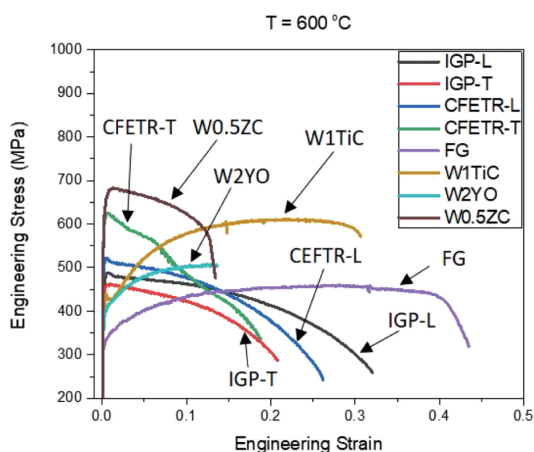 T = 600 °C
Engineering Stress (MPa)
1000
900
800
700
600
500
400
300
200
0.0
0.1
0.2
0.3
0.4
0.5
Engineering Strain
IGP-L
IGP-T
CFETR-L
CFETR-T
FG
W1TiC
W2YO
W0.5ZC
CFETR-T
W0.5ZC
W2YO
W1TiC
CEFTR-L
FG
IGP-L
IGP-T